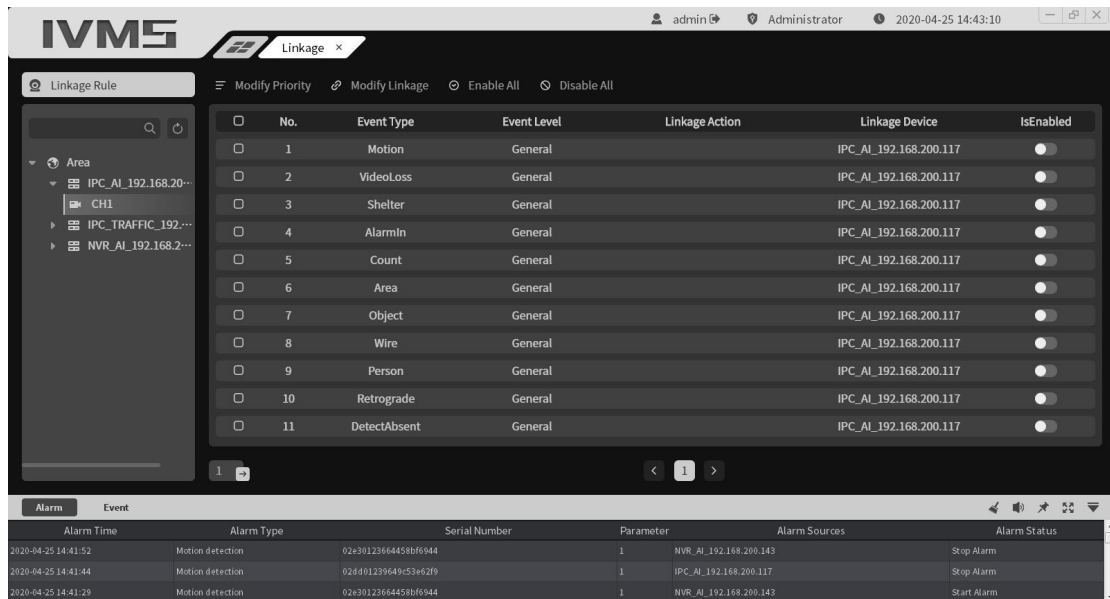 IVMS
admin
Administrator
2020-04-25 14:43:10
Linkage ×
Linkage Rule
Modify Priority Modify Linkage Enable All Disable All
Area
IPC_AI_192.168.20···
CH1
IPC_TRAFFIC_192.···
NVR_AI_192.168.2···
No. Event Type Event Level Linkage Action Linkage Device IsEnabled
1 Motion General IPC_AI_192.168.200.117
2 VideoLoss General IPC_AI_192.168.200.117
3 Shelter General IPC_AI_192.168.200.117
4 AlarmIn General IPC_AI_192.168.200.117
5 Count General IPC_AI_192.168.200.117
6 Area General IPC_AI_192.168.200.117
7 Object General IPC_AI_192.168.200.117
8 Wire General IPC_AI_192.168.200.117
9 Person General IPC_AI_192.168.200.117
10 Retrograde General IPC_AI_192.168.200.117
11 DetectAbsent General IPC_AI_192.168.200.117
1
< 1 >
Alarm Event
Alarm Time Alarm Type Serial Number Parameter Alarm Sources Alarm Status
2020-04-25 14:41:52 Motion detection 02e30123664458bf6944 1 NVR_AI_192.168.200.143 Stop Alarm
2020-04-25 14:41:44 Motion detection 02dd01239649c53e62f9 1 IPC_AI_192.168.200.117 Stop Alarm
2020-04-25 14:41:29 Motion detection 02e30123664458bf6944 1 NVR_AI_192.168.200.143 Start Alarm